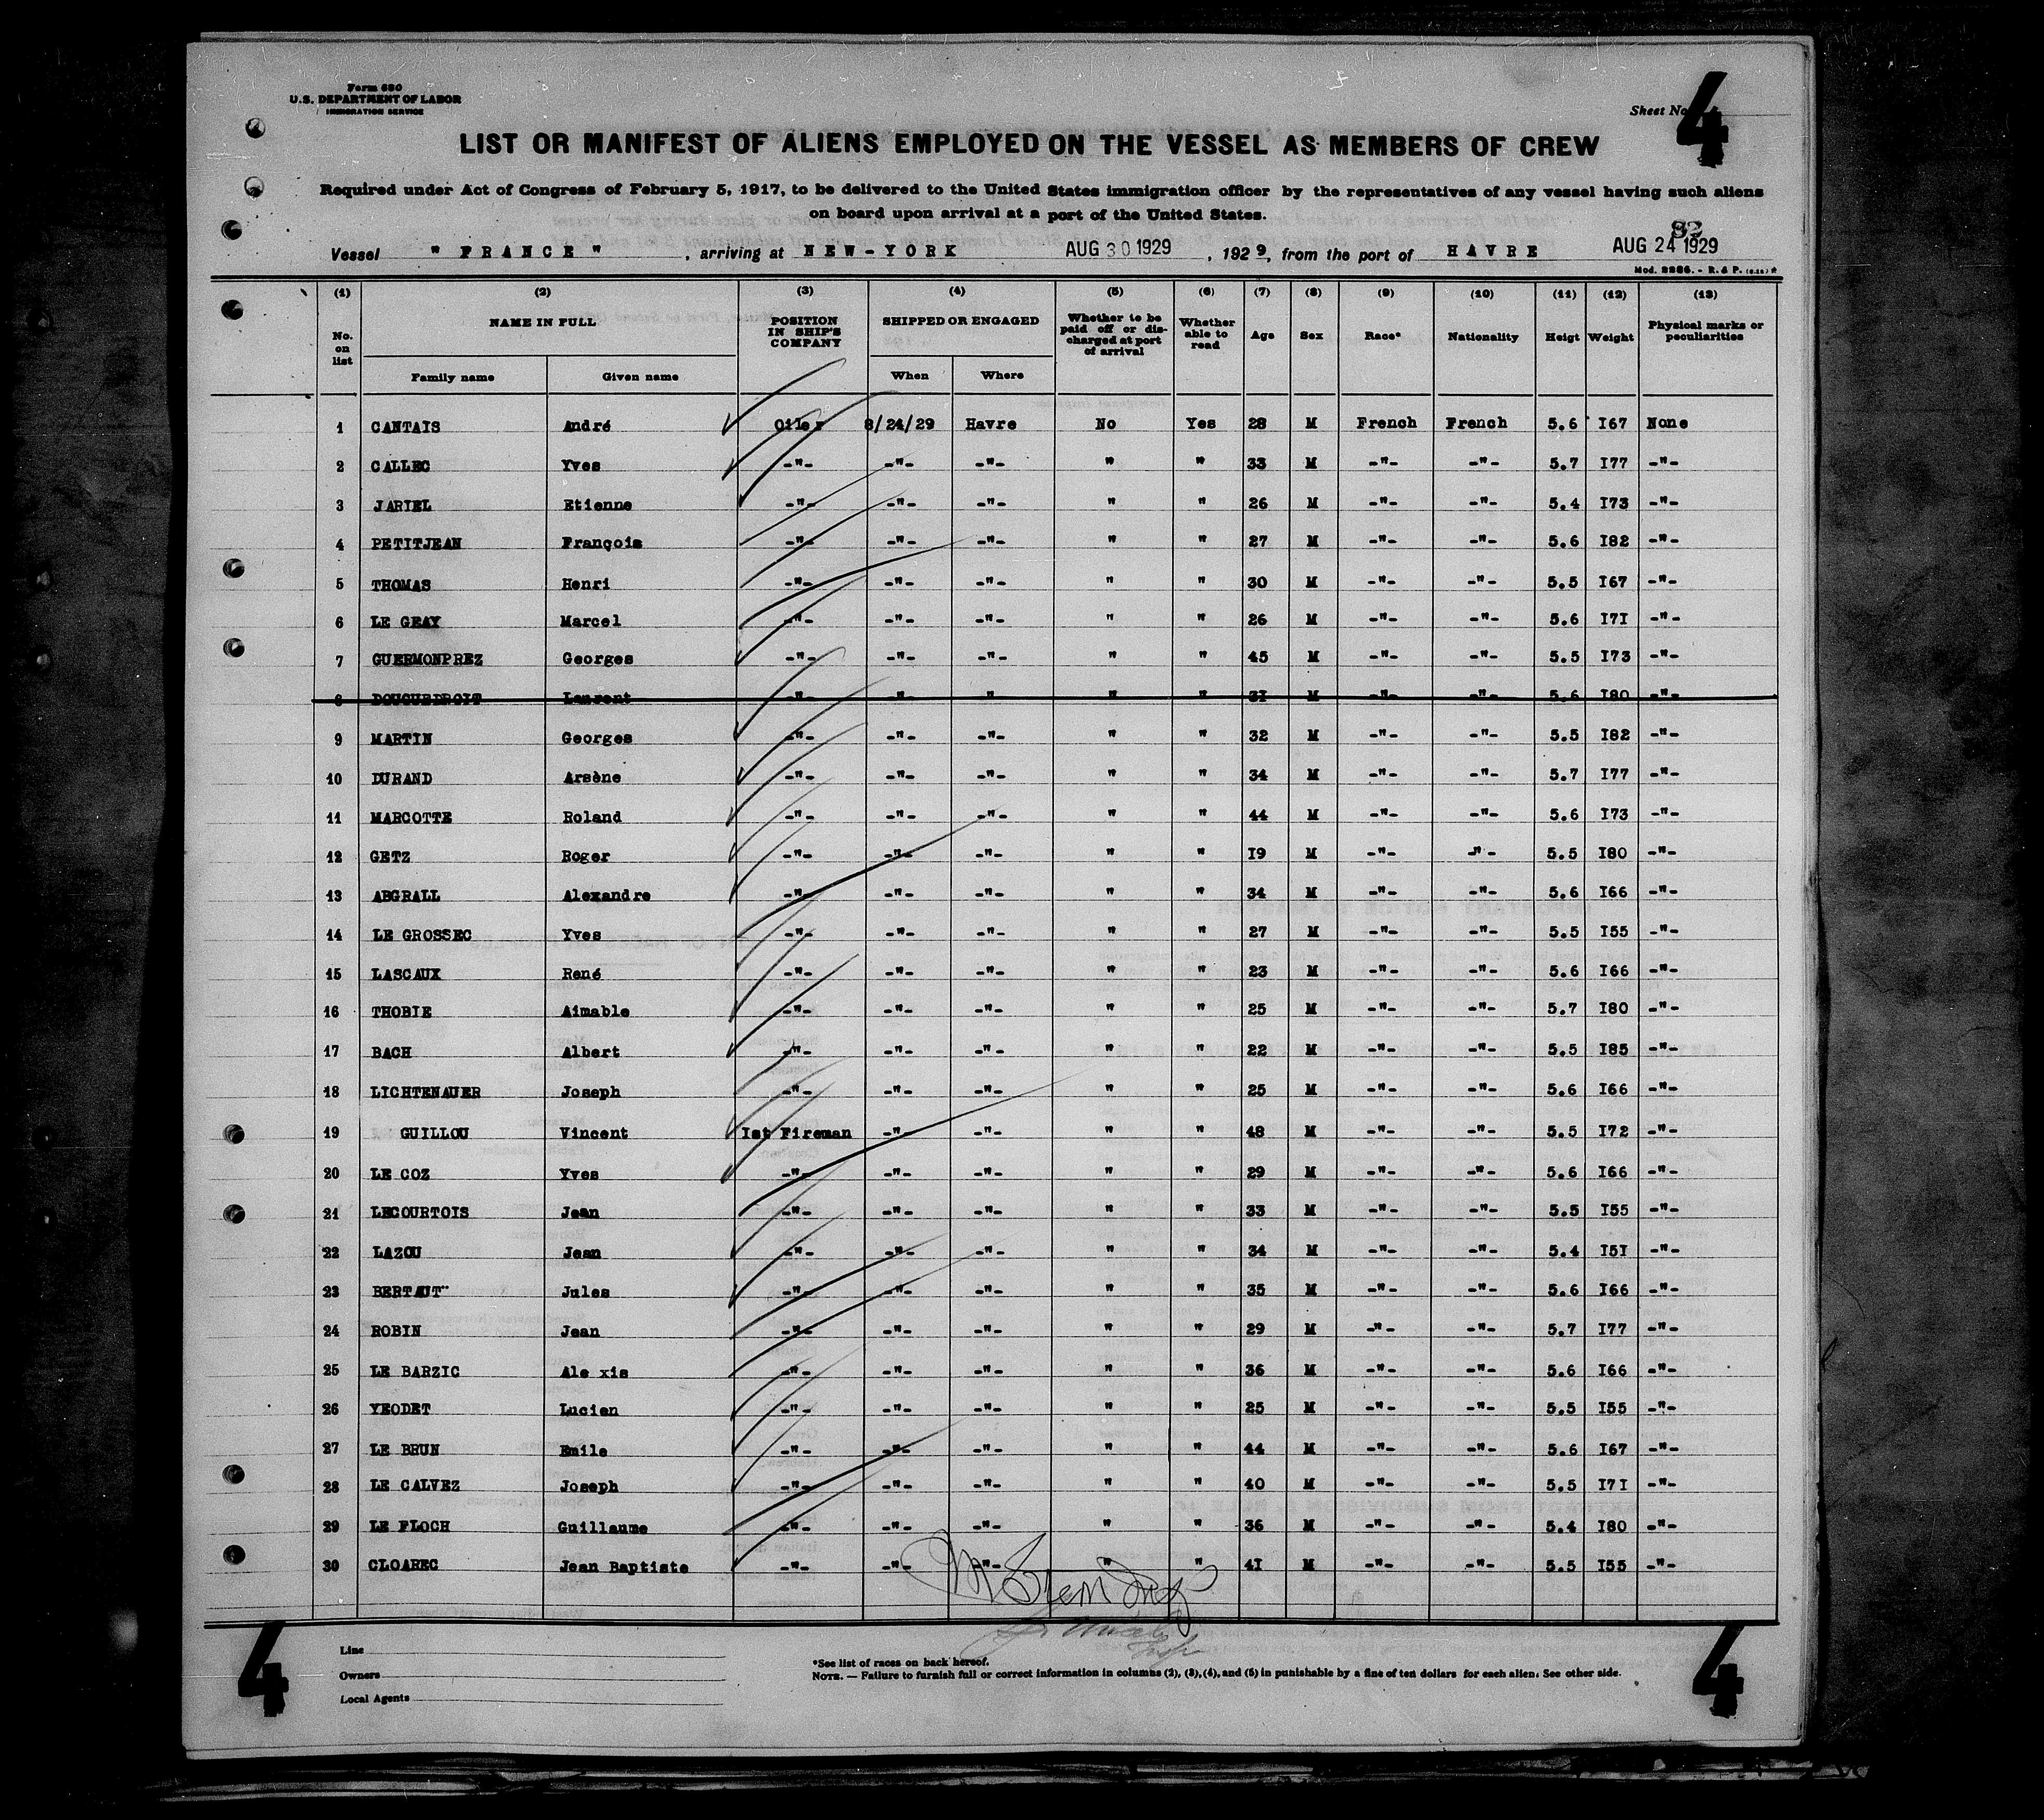 Form 680
U.S. DEPARTMENT OF LABOR
IMMIGRATION SERVICE
Sheet No. 4
LIST OR MANIFEST OF ALIENS EMPLOYED ON THE VESSEL AS MEMBERS OF CREW
Required under Act of Congress of February 5, 1917, to be delivered to the United States immigration officer by the representatives of any vessel having such aliens
on board upon arrival at a port of the United States.
Vessel " FRANCE ", arriving at NEW-YORK AUG 30 1929, 1929, from the port of HAVRE AUG 24 1929
Mod. 2286. - R. & P.
(1) (2) (3) (4) (5) (6) (7) (8) (9) (10) (11) (12) (13)
No. on list NAME IN FULL POSITION IN SHIP'S COMPANY SHIPPED OR ENGAGED Whether to be paid off or discharged at port of arrival Whether able to read Age Sex Race* Nationality Heigt Weight Physical marks or peculiarities
Family name Given name When Where
1 CANTAIS André Oiler 8/24/29 Havre No Yes 28 M French French 5.6 I67 None
2 CALLEC Yves -"- -"- -"- " " 33 M -"- -"- 5.7 I77 -"-
3 JARIEL Etienne -"- -"- -"- " " 26 M -"- -"- 5.4 I73 -"-
4 PETITJEAN François -"- -"- -"- " " 27 M -"- -"- 5.6 I82 -"-
5 THOMAS Henri -"- -"- -"- " " 30 M -"- -"- 5.5 I67 -"-
6 LE GEAY Marcel -"- -"- -"- " " 26 M -"- -"- 5.6 I7I -"-
7 GUERMONPREZ Georges -"- -"- -"- " " 45 M -"- -"- 5.5 I73 -"-
8 Laurent -"- -"- " " " 3I M -"- -"- 5.6 I80 -"-
9 MARTIN Georges -"- -"- -"- " " 32 M -"- -"- 5.5 I82 -"-
10 DURAND Arsène -"- -"- -"- " " 34 M -"- -"- 5.7 I77 -"-
11 MARCOTTE Roland -"- -"- -"- " " 44 M -"- -"- 5.6 I73 -"-
12 GETZ Roger -"- -"- -"- " " I9 M -"- -"- 5.5 I80 -"-
13 ABGRALL Alexandre -"- -"- -"- " " 34 M -"- -"- 5.6 I66 -"-
14 LE GROSSEC Yves -"- -"- -"- " " 27 M -"- -"- 5.5 I55 -"-
15 LASCAUX René -"- -"- -"- " " 23 M -"- -"- 5.6 I66 -"-
16 THOBIE Aimable -"- -"- -"- " " 25 M -"- -"- 5.7 I80 -"-
17 BACH Albert -"- -"- -"- " " 22 M -"- -"- 5.5 I85 -"-
18 LICHTENAUER Joseph -"- -"- -"- " " 25 M -"- -"- 5.6 I66 -"-
19 GUILLOU Vincent Ist Fireman -"- -"- " " 48 M -"- -"- 5.5 I72 -"-
20 LE COZ Yves -"- -"- -"- " " 29 M -"- -"- 5.6 I66 -"-
21 LECOURTOIS Jean -"- -"- -"- " " 33 M -"- -"- 5.5 I55 -"-
22 LAZOU Jean -"- -"- -"- " " 34 M -"- -"- 5.4 I5I -"-
23 BERTAUT Jules -"- -"- -"- " " 35 M -"- -"- 5.6 I66 -"-
24 ROBIN Jean -"- -"- -"- " " 29 M -"- -"- 5.7 I77 -"-
25 LE BARZIC Ale xis -"- -"- -"- " " 36 M -"- -"- 5.6 I66 -"-
26 YEODET Lucien -"- -"- -"- " " 25 M -"- -"- 5.5 I55 -"-
27 LE BRUN Emile -"- -"- -"- " " 44 M -"- -"- 5.6 I67 -"-
28 LE CALVEZ Joseph -"- -"- -"- " " 40 M -"- -"- 5.5 I7I -"-
29 LE FLOCH Guillaume -"- -"- -"- " " 36 M -"- -"- 5.4 I80 -"-
30 CLOAREC Jean Baptiste -"- -"- -"- " " 4I M -"- -"- 5.5 I55 -"-
4 4
Line
Owners
Local Agents
*See list of races on back hereof.
NOTE. — Failure to furnish full or correct information in columns (2), (3), (4), and (5) in punishable by a fine of ten dollars for each alien. See other side.